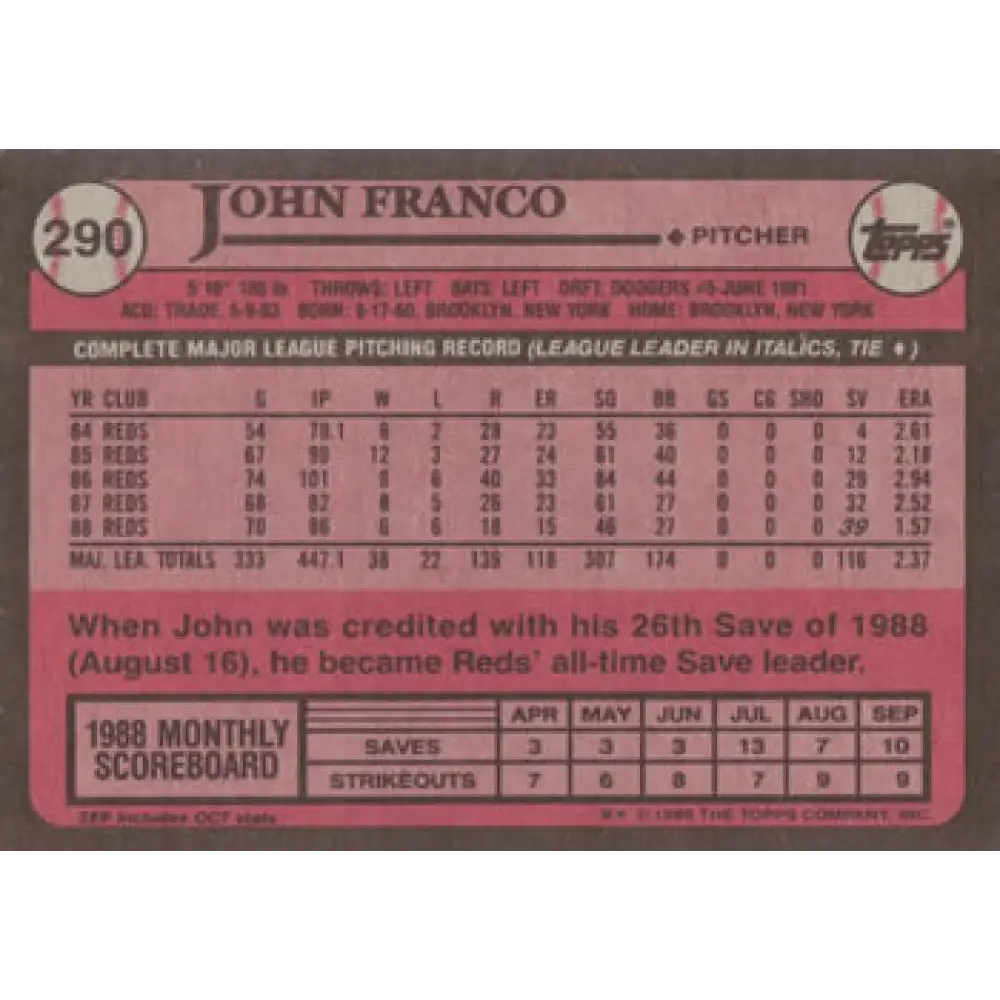 290
JOHN FRANCO
PITCHER
TOPPS
5'10" 180 lb THROWS: LEFT BATS: LEFT DRFT: DODGERS #5-JUNE 1981
ACQ: TRADE, 5-9-83 BORN: 9-17-60, BROOKLYN, NEW YORK HOME: BROOKLYN, NEW YORK
COMPLETE MAJOR LEAGUE PITCHING RECORD (LEAGUE LEADER IN ITALICS, TIE ♦)
YR CLUB G IP W L R ER SO BB GS CG SHO SV ERA
84 REDS 54 79.1 6 2 28 23 55 36 0 0 0 4 2.61
85 REDS 67 99 12 3 27 24 61 40 0 0 0 12 2.18
86 REDS 74 101 6 6 40 33 84 44 0 0 0 29 2.94
87 REDS 68 82 8 5 26 23 61 27 0 0 0 32 2.52
88 REDS 70 86 6 6 18 15 46 27 0 0 0 39 1.57
MAJ. LEA. TOTALS 333 447.1 38 22 139 118 307 174 0 0 0 116 2.37
When John was credited with his 26th Save of 1988
(August 16), he became Reds' all-time Save leader.
1988 MONTHLY
SCOREBOARD
APR MAY JUN JUL AUG SEP
SAVES 3 3 3 13 7 10
STRIKEOUTS 7 6 8 7 9 9
SEP includes OCT stats
© THE TOPPS COMPANY, INC.